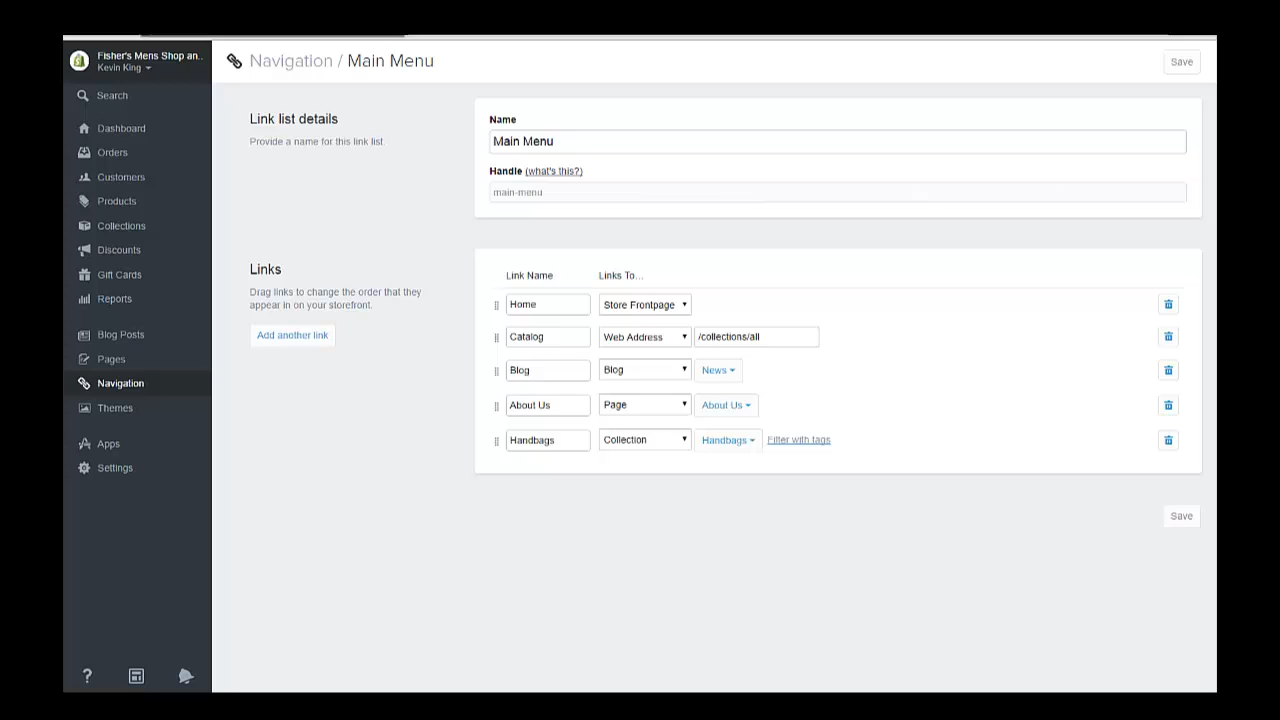 Fisher's Mens Shop an..
Kevin King
Navigation / Main Menu
Save
Search
Dashboard
Orders
Customers
Products
Collections
Discounts
Gift Cards
Reports
Blog Posts
Pages
Navigation
Themes
Apps
Settings
?
Link list details
Provide a name for this link list.
Name
Main Menu
Handle (what's this?)
main-menu
Links
Drag links to change the order that they
appear in on your storefront.
Add another link
Link Name Links To...
Home Store Frontpage
Catalog Web Address /collections/all
Blog Blog News
About Us Page About Us
Handbags Collection Handbags Filter with tags
Save